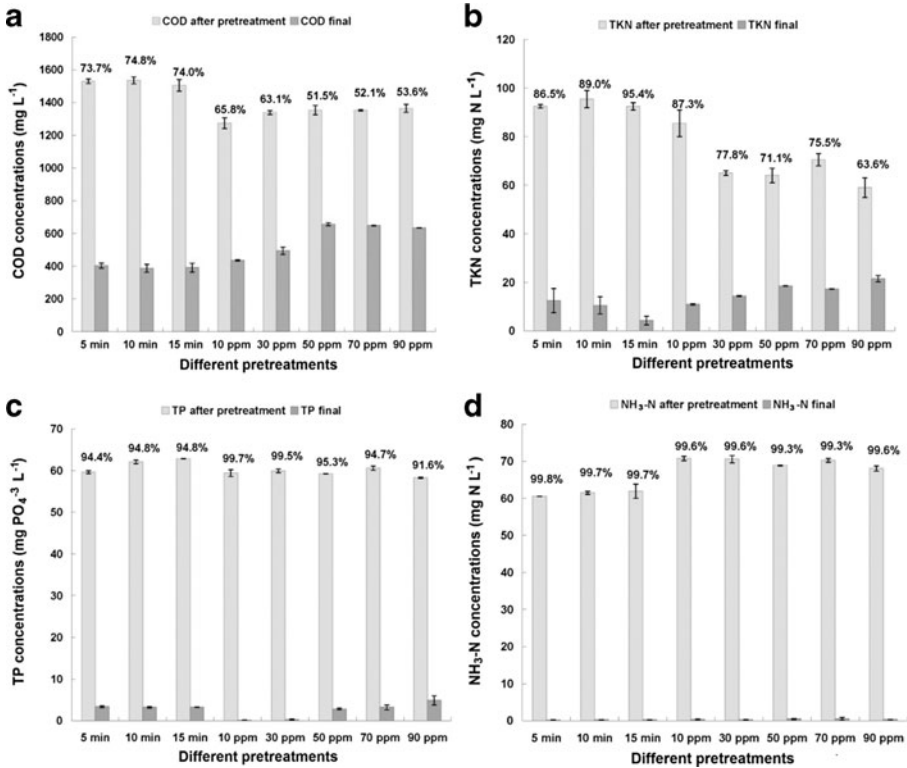 a
COD after pretreatment COD final
1800
1600
1400
1200
1000
800
600
400
200
0
COD concentrations (mg L⁻¹)
73.7% 74.8% 74.0% 65.8% 63.1% 51.5% 52.1% 53.6%
5 min 10 min 15 min 10 ppm 30 ppm 50 ppm 70 ppm 90 ppm
Different pretreatments
b
TKN after pretreatment TKN final
120
100
80
60
40
20
0
TKN concentrations (mg N L⁻¹)
86.5% 89.0% 95.4% 87.3% 77.8% 71.1% 75.5% 63.6%
5 min 10 min 15 min 10 ppm 30 ppm 50 ppm 70 ppm 90 ppm
Different pretreatments
c
TP after pretreatment TP final
70
60
50
40
30
20
10
0
TP concentrations (mg PO₄⁻³ L⁻¹)
94.4% 94.8% 94.8% 99.7% 99.5% 95.3% 94.7% 91.6%
5 min 10 min 15 min 10 ppm 30 ppm 50 ppm 70 ppm 90 ppm
Different pretreatments
d
NH₃-N after pretreatment NH₃-N final
80
70
60
50
40
30
20
10
0
NH₃-N concentrations (mg N L⁻¹)
99.8% 99.7% 99.7% 99.6% 99.6% 99.3% 99.3% 99.6%
5 min 10 min 15 min 10 ppm 30 ppm 50 ppm 70 ppm 90 ppm
Different pretreatments